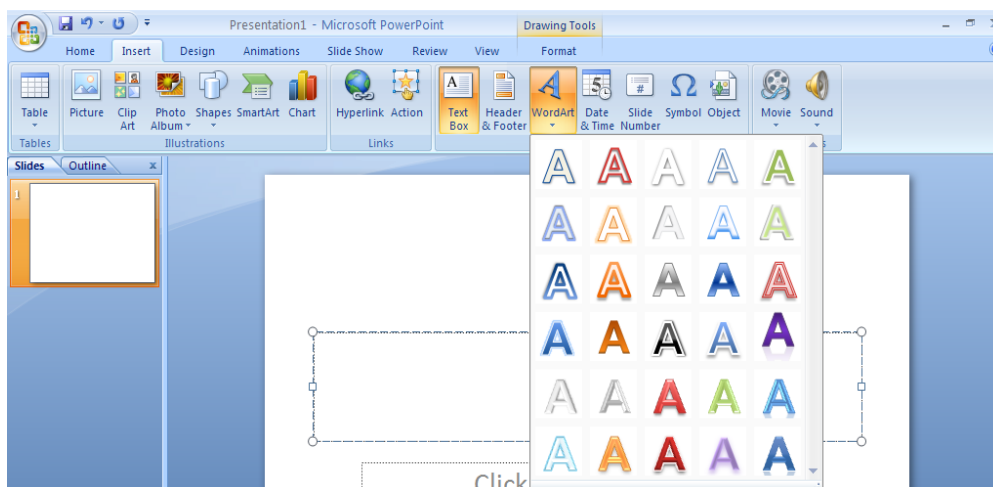 Presentation1 - Microsoft PowerPoint Drawing Tools
Home Insert Design Animations Slide Show Review View Format
Table Picture Clip Art Photo Album Shapes SmartArt Chart Hyperlink Action Text Box Header & Footer WordArt Date & Time Slide Number Symbol Object Movie Sound
Tables Illustrations Links
Slides Outline x
1
A A A A A
A A A A A
A A A A A
A A A A A
A A A A A
A A A A A
Click